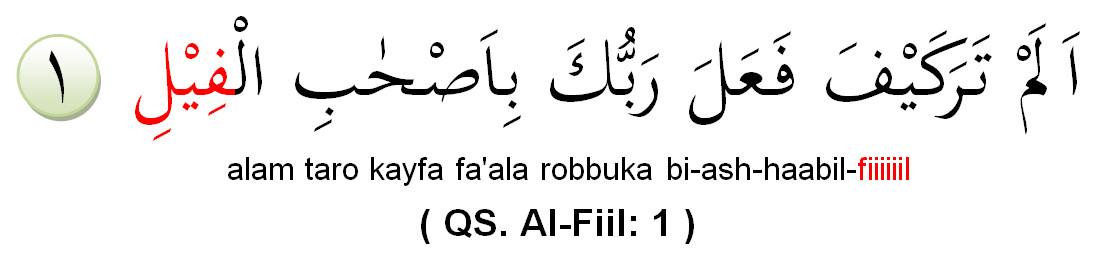 اَ لَمْ تَرَكَيْفَ فَعَلَ رَبُّكَ بِاَصْحٰبِ الْفِيْلِ ١
alam taro kayfa fa'ala robbuka bi-ash-haabil-fiiiiiil
( QS. Al-Fiil: 1 )